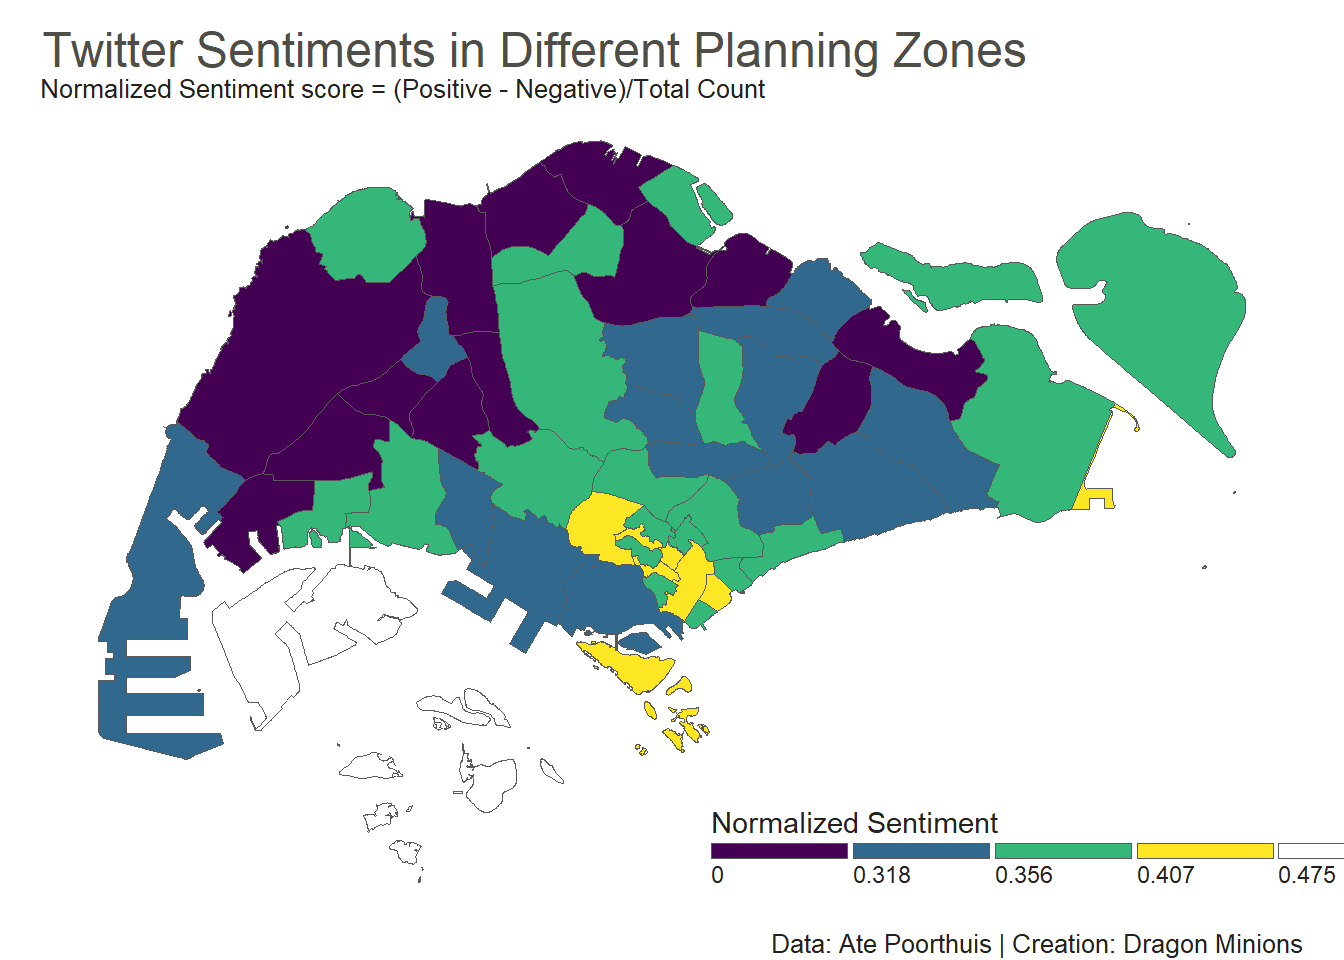 Twitter Sentiments in Different Planning Zones
Normalized Sentiment score = (Positive - Negative)/Total Count
Normalized Sentiment
0 0.318 0.356 0.407 0.475
Data: Ate Poorthuis | Creation: Dragon Minions